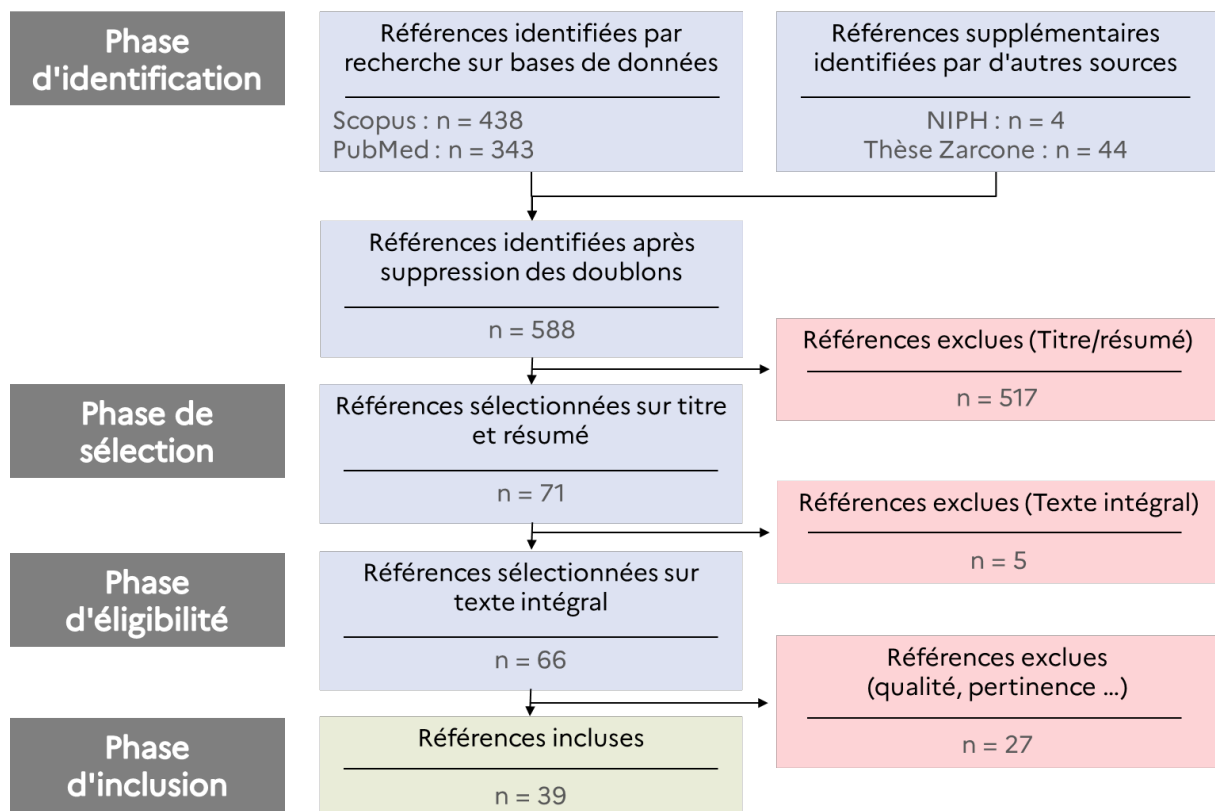 Phase
d'identification
Références identifiées par
recherche sur bases de données
Scopus : n = 438
PubMed : n = 343
Références supplémentaires
identifiées par d'autres sources
NIPH : n = 4
Thèse Zarcone : n = 44
Références identifiées après
suppression des doublons
n = 588
Références exclues (Titre/résumé)
n = 517
Phase de
sélection
Références sélectionnées sur titre
et résumé
n = 71
Références exclues (Texte intégral)
n = 5
Phase
d'éligibilité
Références sélectionnées sur
texte intégral
n = 66
Références exclues
(qualité, pertinence ...)
n = 27
Phase
d'inclusion
Références incluses
n = 39